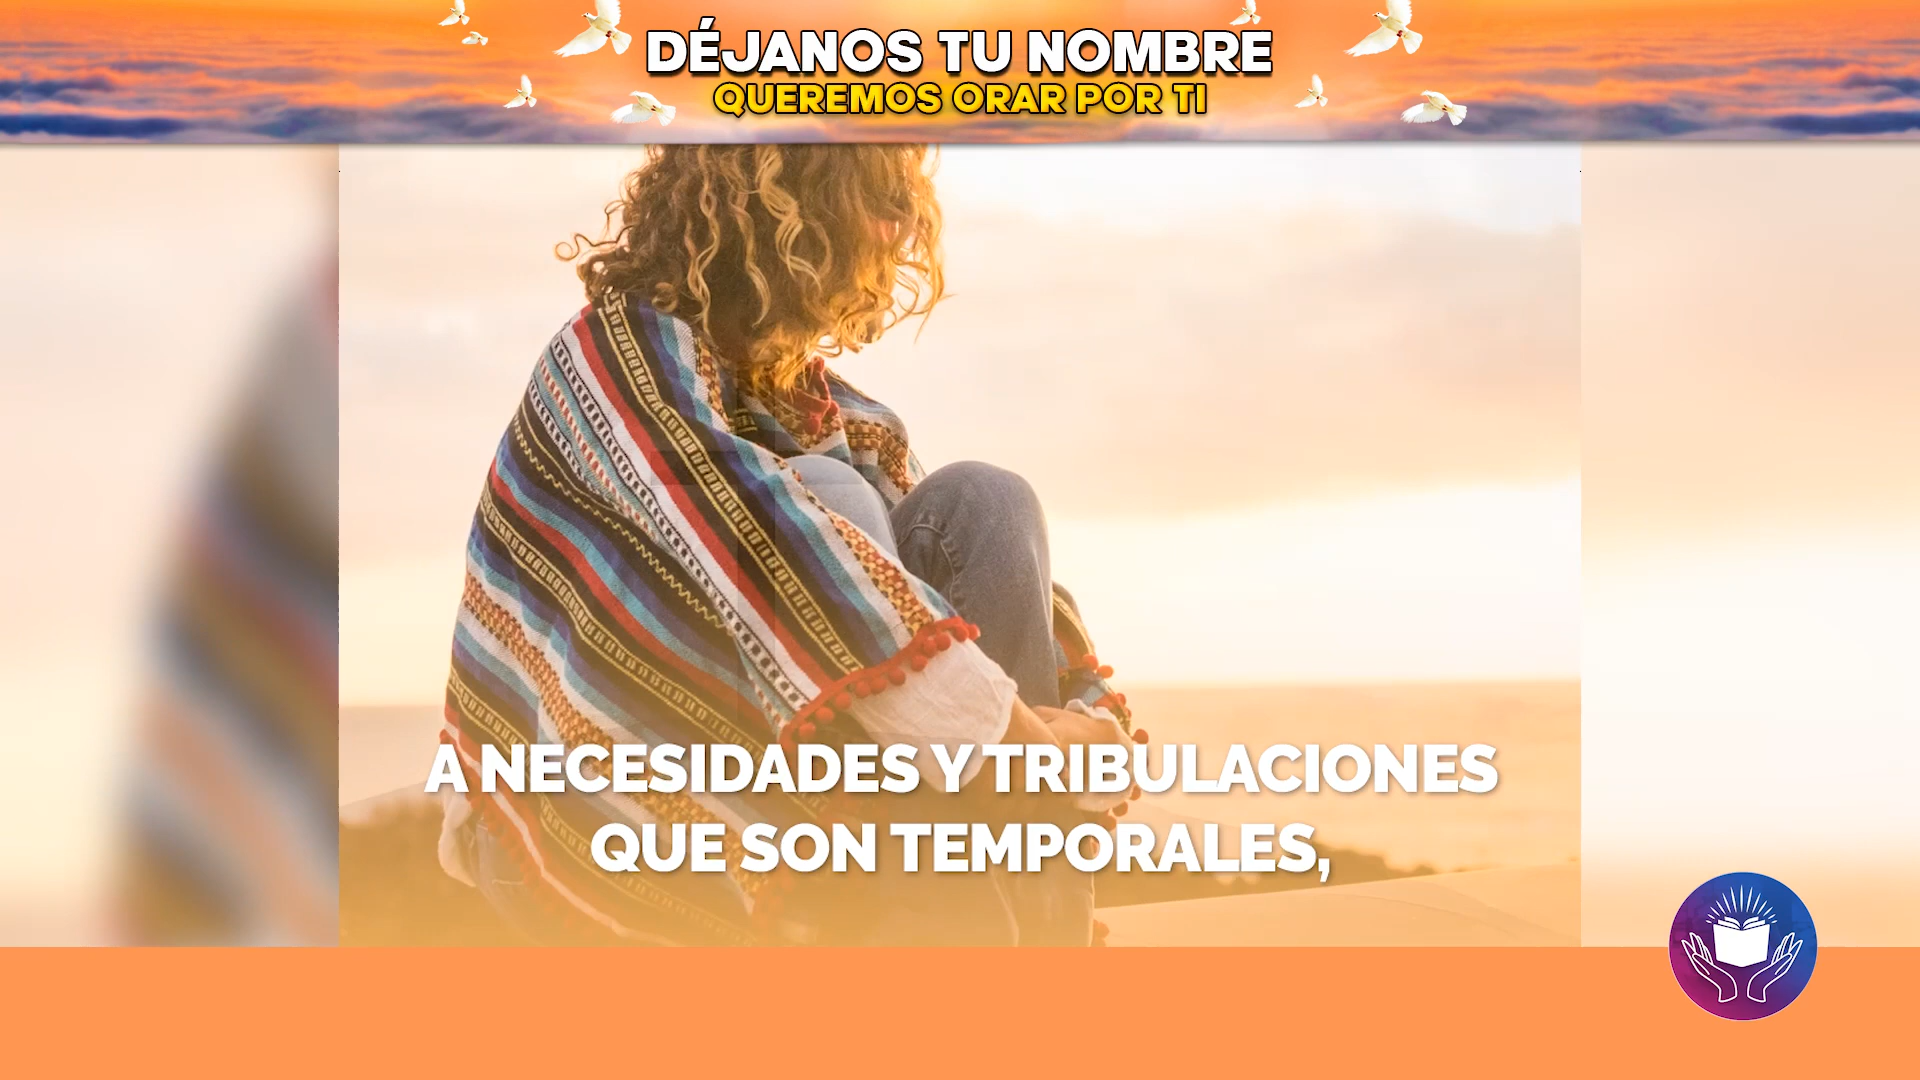 DÉJANOS TU NOMBRE
QUEREMOS ORAR POR TI
A NECESIDADES Y TRIBULACIONES
QUE SON TEMPORALES,